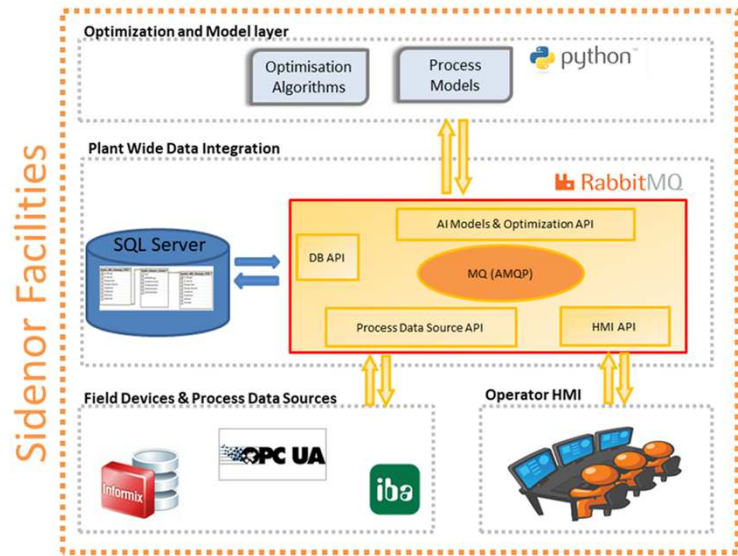 Sidenor Facilities
Optimization and Model layer
Optimisation
Algorithms
Process
Models
python
Plant Wide Data Integration
RabbitMQ
SQL Server
AI Models & Optimization API
DB API
MQ (AMQP)
Process Data Source API
HMI API
Field Devices & Process Data Sources
Operator HMI
Informix
OPC UA
iba